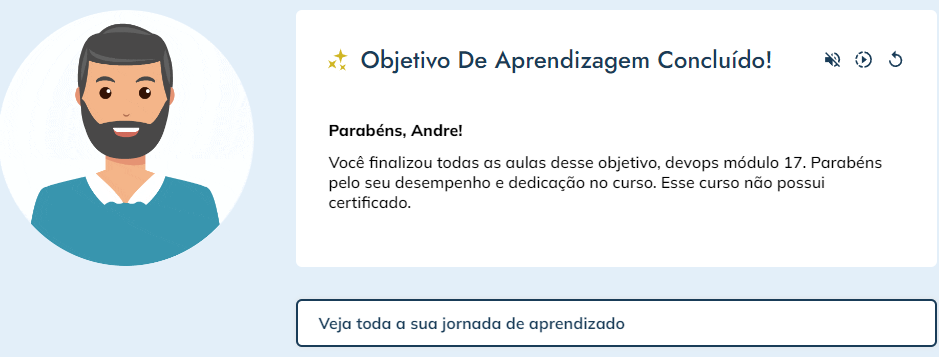 Objetivo De Aprendizagem Concluído!
Parabéns, Andre!
Você finalizou todas as aulas desse objetivo, devops módulo 17. Parabéns
pelo seu desempenho e dedicação no curso. Esse curso não possui
certificado.
Veja toda a sua jornada de aprendizado